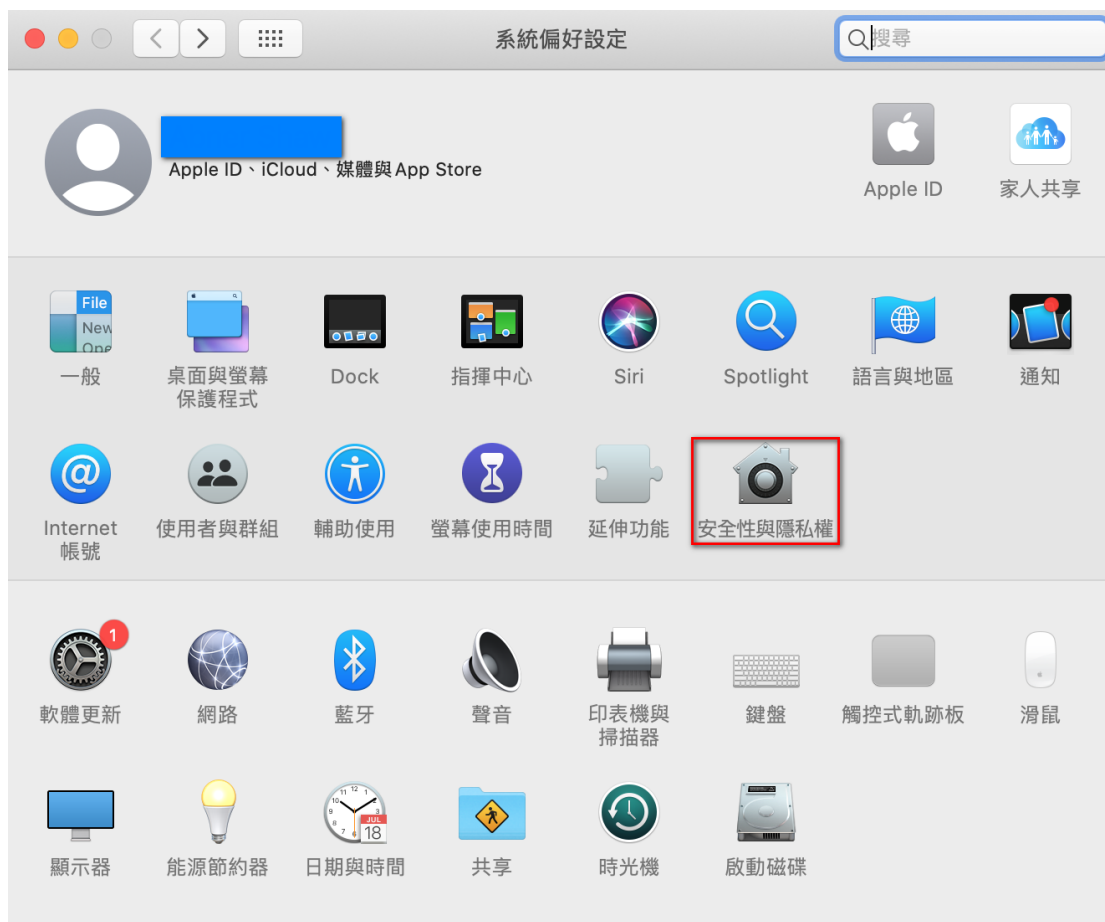 系統偏好設定
搜尋
Apple ID、iCloud、媒體與App Store
Apple ID
家人共享
File
New
Ope
一般
桌面與螢幕
保護程式
Dock
指揮中心
Siri
Spotlight
語言與地區
通知
Internet
帳號
使用者與群組
輔助使用
螢幕使用時間
延伸功能
安全性與隱私權
1
軟體更新
網路
藍牙
聲音
印表機與
掃描器
鍵盤
觸控式軌跡板
滑鼠
顯示器
能源節約器
JUL
18
日期與時間
共享
時光機
啟動磁碟